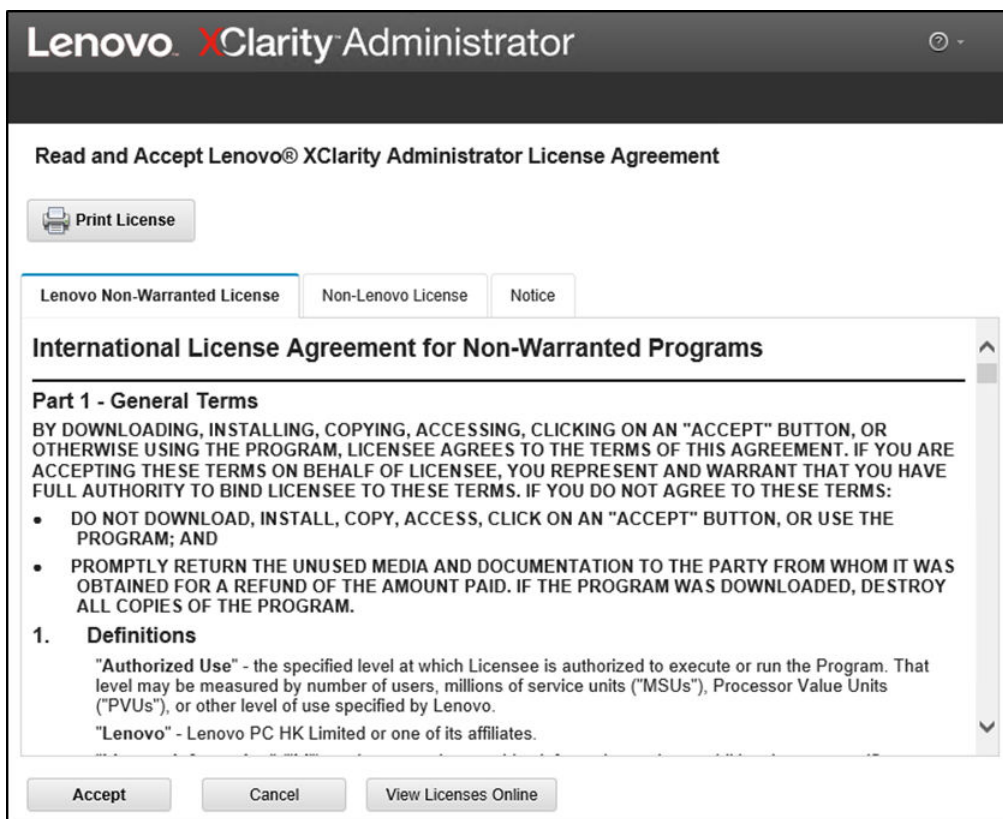 Lenovo. XClarity Administrator
Read and Accept Lenovo® XClarity Administrator License Agreement
Print License
Lenovo Non-Warranted License Non-Lenovo License Notice
International License Agreement for Non-Warranted Programs
Part 1 - General Terms
BY DOWNLOADING, INSTALLING, COPYING, ACCESSING, CLICKING ON AN "ACCEPT" BUTTON, OR
OTHERWISE USING THE PROGRAM, LICENSEE AGREES TO THE TERMS OF THIS AGREEMENT. IF YOU ARE
ACCEPTING THESE TERMS ON BEHALF OF LICENSEE, YOU REPRESENT AND WARRANT THAT YOU HAVE
FULL AUTHORITY TO BIND LICENSEE TO THESE TERMS. IF YOU DO NOT AGREE TO THESE TERMS:
• DO NOT DOWNLOAD, INSTALL, COPY, ACCESS, CLICK ON AN "ACCEPT" BUTTON, OR USE THE
PROGRAM; AND
• PROMPTLY RETURN THE UNUSED MEDIA AND DOCUMENTATION TO THE PARTY FROM WHOM IT WAS
OBTAINED FOR A REFUND OF THE AMOUNT PAID. IF THE PROGRAM WAS DOWNLOADED, DESTROY
ALL COPIES OF THE PROGRAM.
1. Definitions
"Authorized Use" - the specified level at which Licensee is authorized to execute or run the Program. That
level may be measured by number of users, millions of service units ("MSUs"), Processor Value Units
("PVUs"), or other level of use specified by Lenovo.
"Lenovo" - Lenovo PC HK Limited or one of its affiliates.
Accept Cancel View Licenses Online